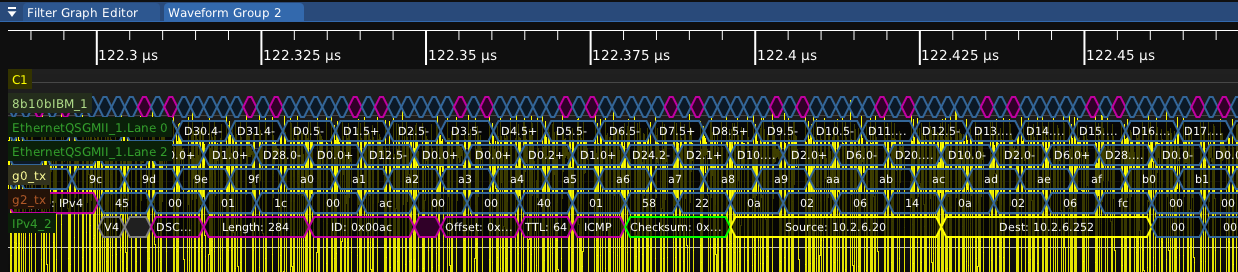 Filter Graph Editor Waveform Group 2
122.3 µs 122.325 µs 122.35 µs 122.375 µs 122.4 µs 122.425 µs 122.45 µs
C1
8b10bIBM_1
EthernetQSGMII_1.Lane 0 D30.4- D31.4- D0.5- D1.5+ D2.5- D3.5- D4.5+ D5.5- D6.5- D7.5+ D8.5+ D9.5- D10.5- D11.... D12.5- D13.... D14.... D15.... D16.... D17....
EthernetQSGMII_1.Lane 2 ).0+ D1.0+ D28.0- D0.0+ D12.5- D0.0+ D0.0+ D0.2+ D1.0+ D24.2- D2.1+ D10.... D2.0+ D6.0- D20.... D10.0 D2.0- D6.0+ D28.... D0.0- D0.0
g0_tx 9c 9d 9e 9f a0 a1 a2 a3 a4 a5 a6 a7 a8 a9 aa ab ac ad ae af b0 b1
g2_tx : IPv4 45 00 01 1c 00 ac 00 00 40 01 58 22 0a 02 06 14 0a 02 06 fc 00 00
IPv4_2 V4 DSC... Length: 284 ID: 0x00ac Offset: 0x... TTL: 64 ICMP Checksum: 0x... Source: 10.2.6.20 Dest: 10.2.6.252 00 00